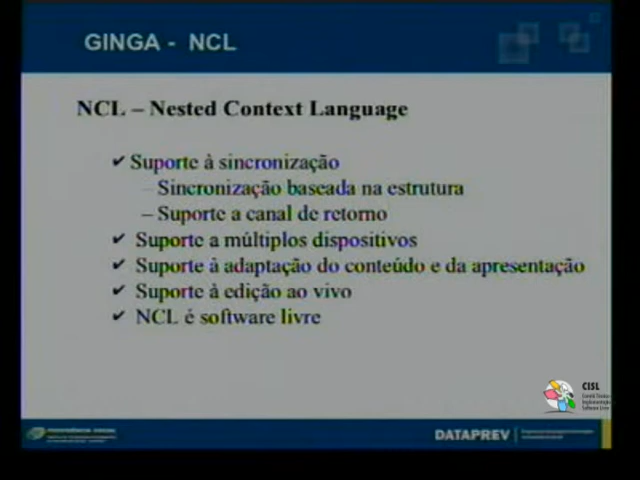 GINGA - NCL
NCL – Nested Context Language
✔ Suporte à sincronização
– Sincronização baseada na estrutura
– Suporte a canal de retorno
✔ Suporte a múltiplos dispositivos
✔ Suporte à adaptação do conteúdo e da apresentação
✔ Suporte à edição ao vivo
✔ NCL é software livre
CISL
DATAPREV